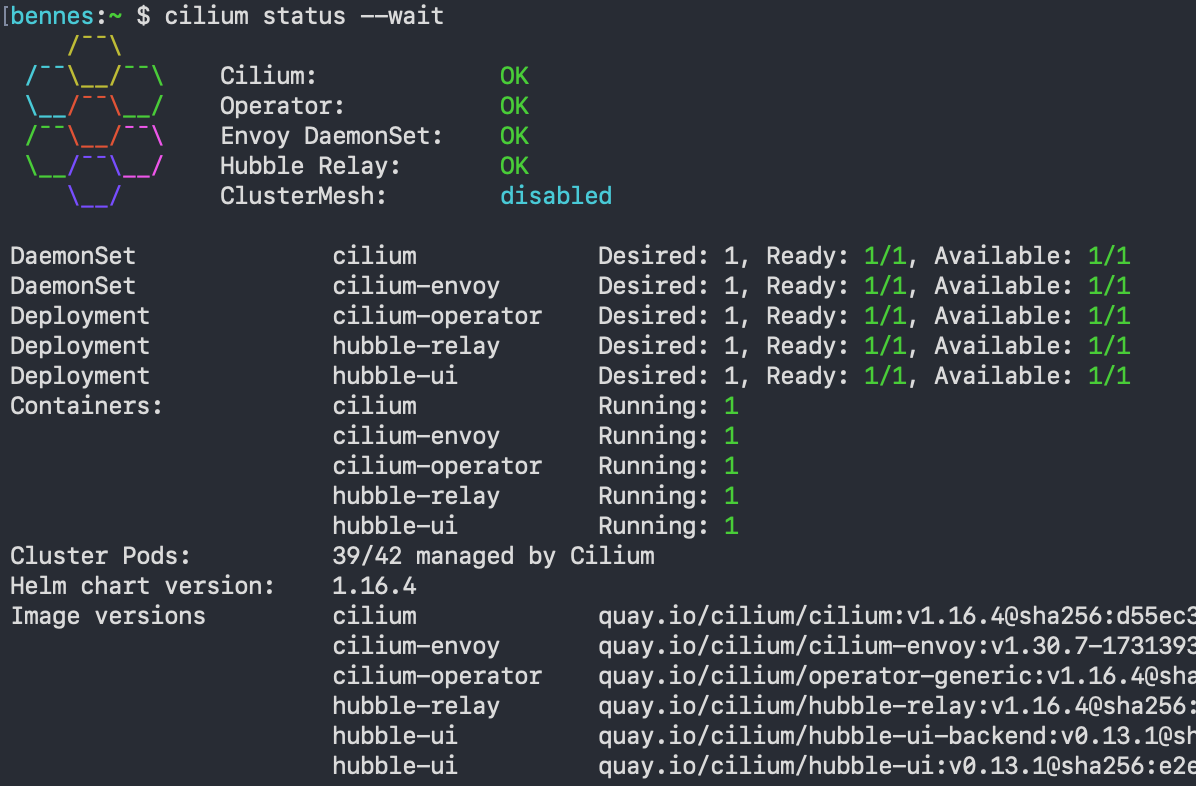 [bennes:~ $ cilium status --wait
    /¯¯\
 /¯¯\__/¯¯\    Cilium:             OK
 \__/¯¯\__/    Operator:           OK
 /¯¯\__/¯¯\    Envoy DaemonSet:    OK
 \__/¯¯\__/    Hubble Relay:       OK
    \__/       ClusterMesh:        disabled
DaemonSet              cilium             Desired: 1, Ready: 1/1, Available: 1/1
DaemonSet              cilium-envoy       Desired: 1, Ready: 1/1, Available: 1/1
Deployment             cilium-operator    Desired: 1, Ready: 1/1, Available: 1/1
Deployment             hubble-relay       Desired: 1, Ready: 1/1, Available: 1/1
Deployment             hubble-ui          Desired: 1, Ready: 1/1, Available: 1/1
Containers:            cilium             Running: 1
                       cilium-envoy       Running: 1
                       cilium-operator    Running: 1
                       hubble-relay       Running: 1
                       hubble-ui          Running: 1
Cluster Pods:          39/42 managed by Cilium
Helm chart version:    1.16.4
Image versions         cilium             quay.io/cilium/cilium:v1.16.4@sha256:d55ec3
                       cilium-envoy       quay.io/cilium/cilium-envoy:v1.30.7-1731393
                       cilium-operator    quay.io/cilium/operator-generic:v1.16.4@sha
                       hubble-relay       quay.io/cilium/hubble-relay:v1.16.4@sha256:
                       hubble-ui          quay.io/cilium/hubble-ui-backend:v0.13.1@sh
                       hubble-ui          quay.io/cilium/hubble-ui:v0.13.1@sha256:e2e